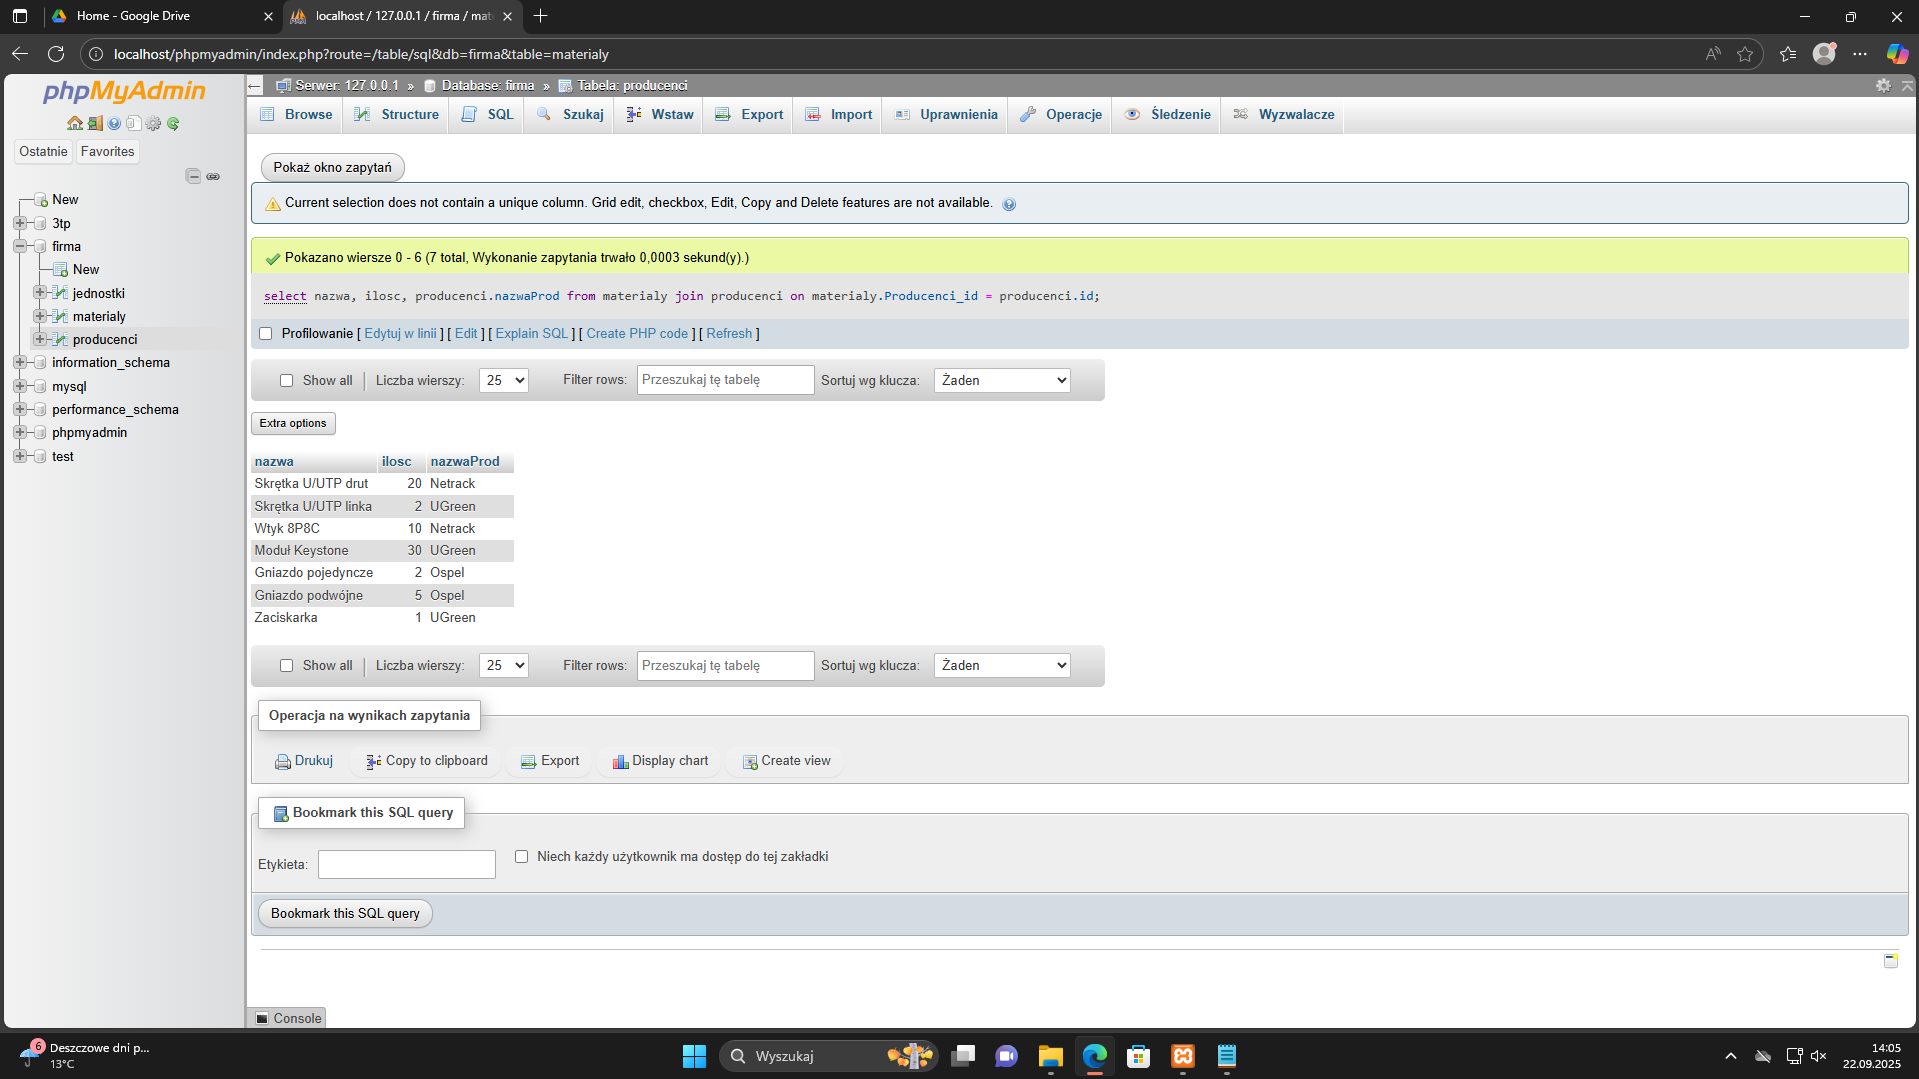 Home - Google Drive
localhost / 127.0.0.1 / firma / mat
localhost/phpmyadmin/index.php?route=/table/sql&db=firma&table=materialy
phpMyAdmin
Ostatnie Favorites
New
3tp
firma
New
jednostki
materialy
producenci
information_schema
mysql
performance_schema
phpmyadmin
test
Serwer: 127.0.0.1 » Database: firma » Tabela: producenci
Browse Structure SQL Szukaj Wstaw Export Import Uprawnienia Operacje Śledzenie Wyzwalacze
Pokaż okno zapytań
Current selection does not contain a unique column. Grid edit, checkbox, Edit, Copy and Delete features are not available.
Pokazano wiersze 0 - 6 (7 total, Wykonanie zapytania trwało 0,0003 sekund(y).)
select nazwa, ilosc, producenci.nazwaProd from materialy join producenci on materialy.Producenci_id = producenci.id;
Profilowanie [ Edytuj w linii ] [ Edit ] [ Explain SQL ] [ Create PHP code ] [ Refresh ]
Show all Liczba wierszy: 25 Filter rows: Przeszukaj tę tabelę Sortuj wg klucza: Żaden
Extra options
nazwa ilosc nazwaProd
Skrętka U/UTP drut 20 Netrack
Skrętka U/UTP linka 2 UGreen
Wtyk 8P8C 10 Netrack
Moduł Keystone 30 UGreen
Gniazdo pojedyncze 2 Ospel
Gniazdo podwójne 5 Ospel
Zaciskarka 1 UGreen
Show all Liczba wierszy: 25 Filter rows: Przeszukaj tę tabelę Sortuj wg klucza: Żaden
Operacja na wynikach zapytania
Drukuj Copy to clipboard Export Display chart Create view
Bookmark this SQL query
Etykieta: Niech każdy użytkownik ma dostęp do tej zakładki
Bookmark this SQL query
Console
6 Deszczowe dni p...
13°C
Wyszukaj
14:05
22.09.2025